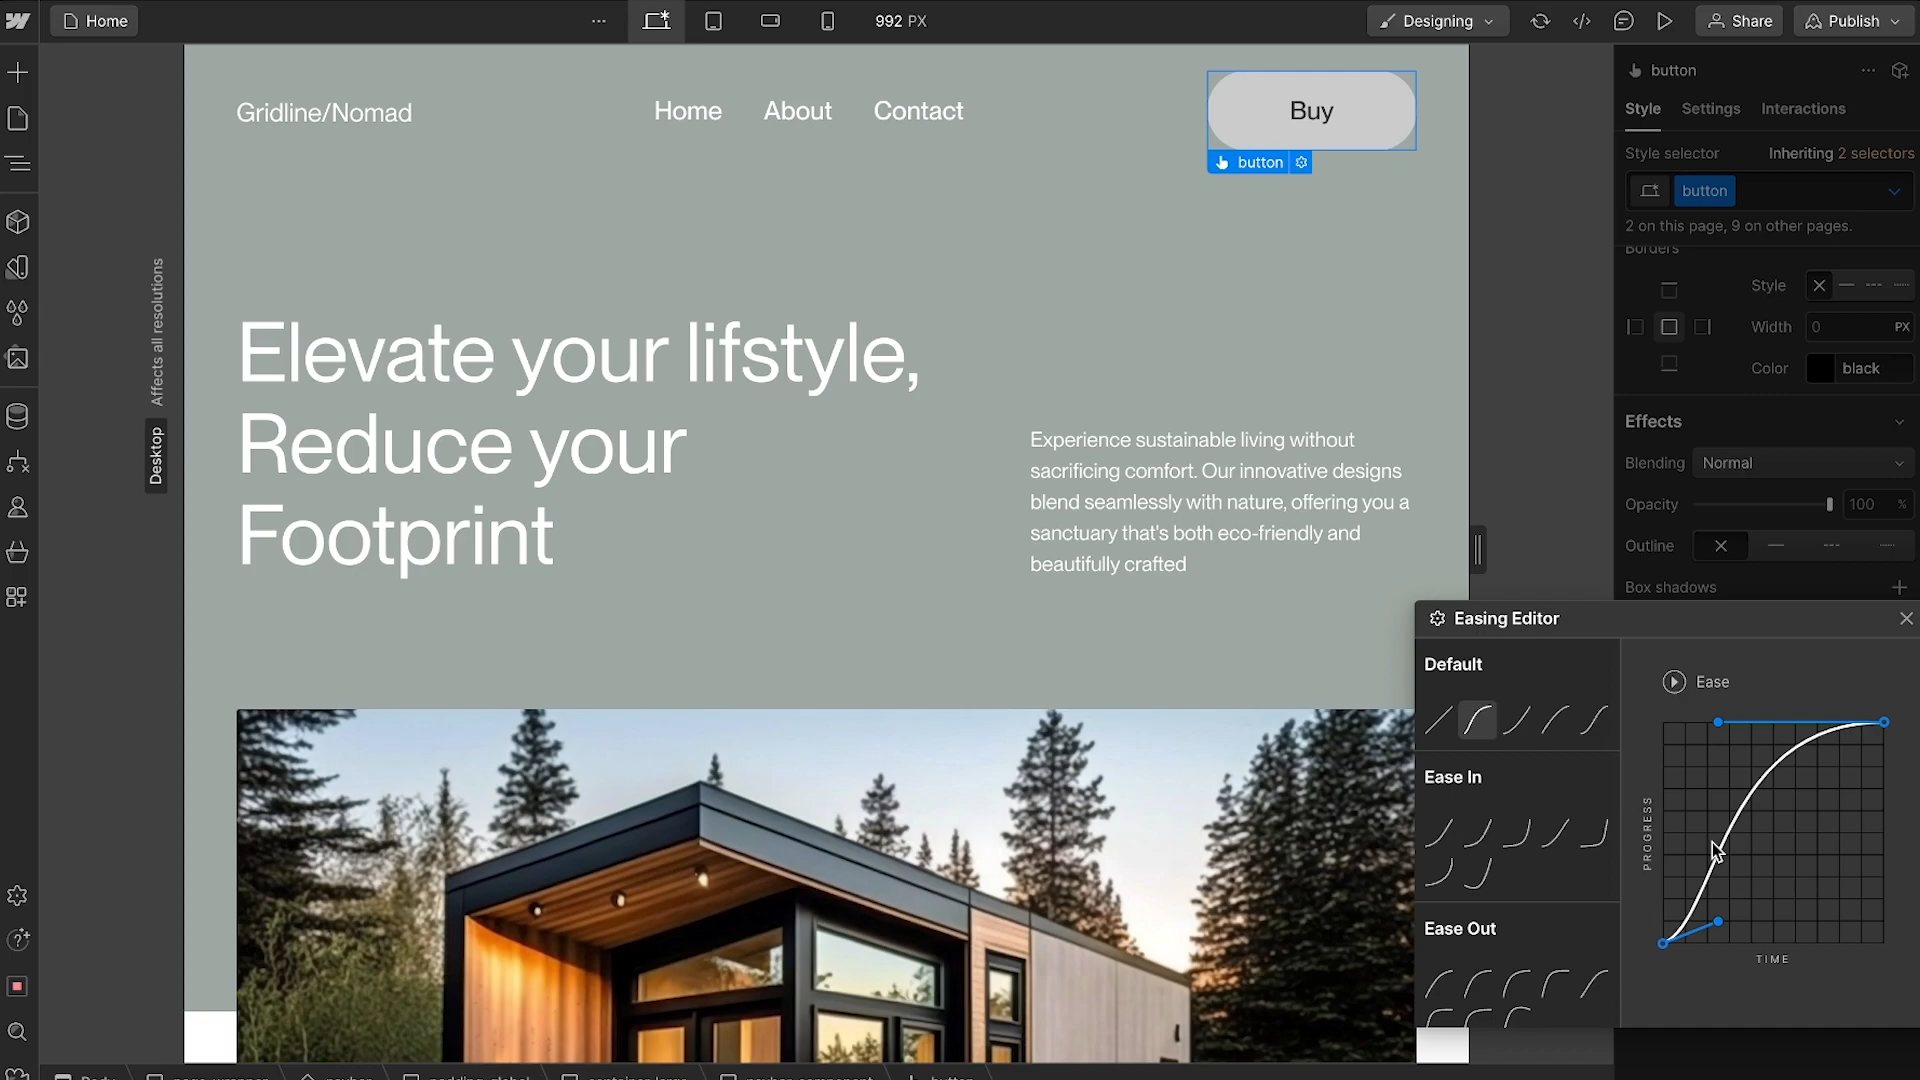 Home
992 PX
Designing
Share
Publish
Gridline/Nomad
Home
About
Contact
Buy
button
Affects all resolutions
Desktop
Elevate your lifstyle,
Reduce your
Footprint
Experience sustainable living without
sacrificing comfort. Our innovative designs
blend seamlessly with nature, offering you a
sanctuary that's both eco-friendly and
beautifully crafted
button
Style
Settings
Interactions
Style selector
Inheriting 2 selectors
button
2 on this page, 9 on other pages.
Borders
Style
Width
0
PX
Color
black
Effects
Blending
Normal
Opacity
100
%
Outline
Box shadows
Easing Editor
Default
Ease In
Ease Out
Ease
PROGRESS
TIME